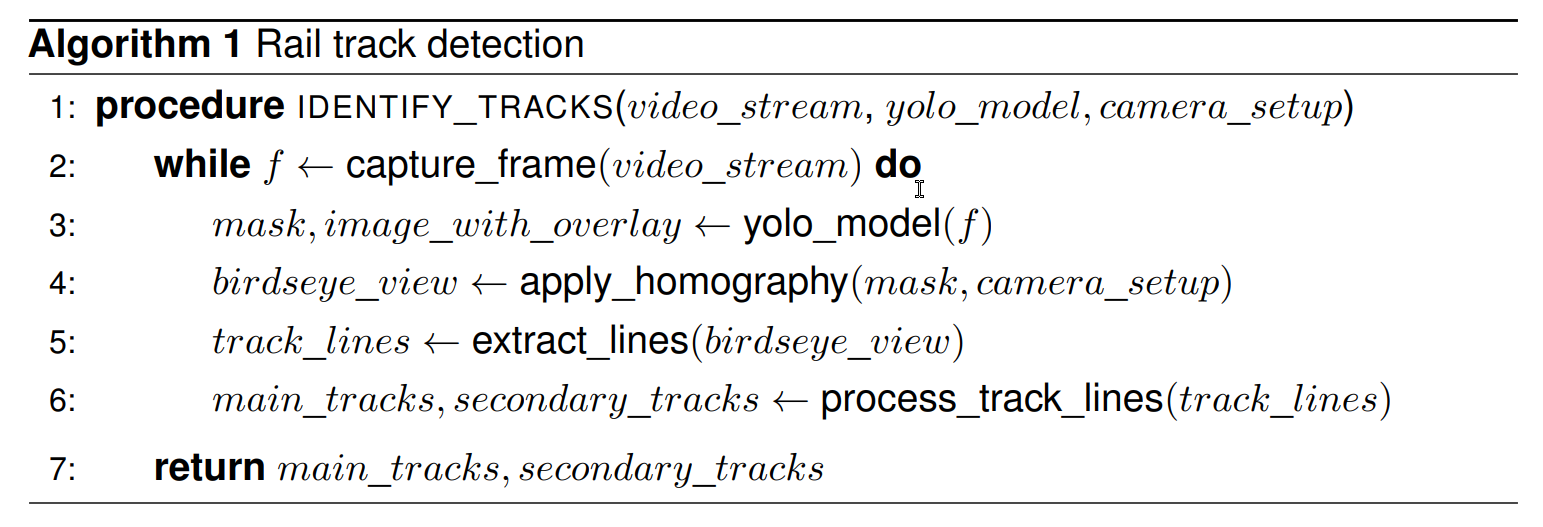 Algorithm 1 Rail track detection
1: procedure IDENTIFY_TRACKS(video_stream, yolo_model, camera_setup)
2: while f ← capture_frame(video_stream) do
3: mask, image_with_overlay ← yolo_model(f)
4: birdseye_view ← apply_homography(mask, camera_setup)
5: track_lines ← extract_lines(birdseye_view)
6: main_tracks, secondary_tracks ← process_track_lines(track_lines)
7: return main_tracks, secondary_tracks